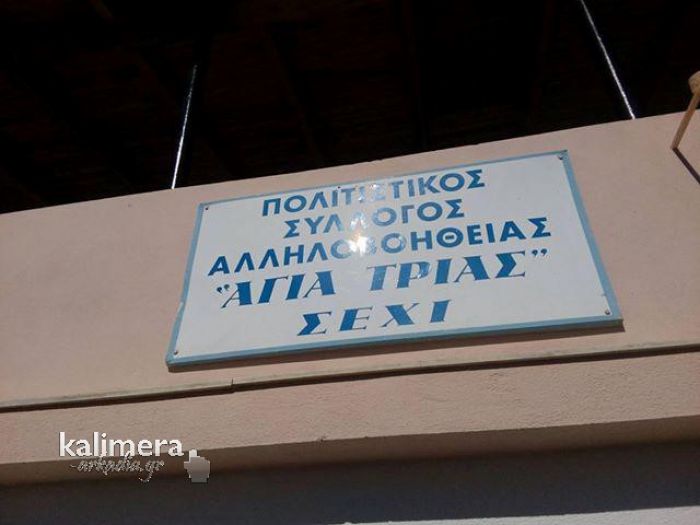 ΠΟΛΙΤΙΣΤΙΚΟΣ
ΣΥΛΛΟΓΟΣ
ΑΛΛΗΛΟΒΟΗΘΕΙΑΣ
"ΑΓΙΑ ΤΡΙΑΣ"
ΣΕΧΙ
kalimera
-arkadia.gr